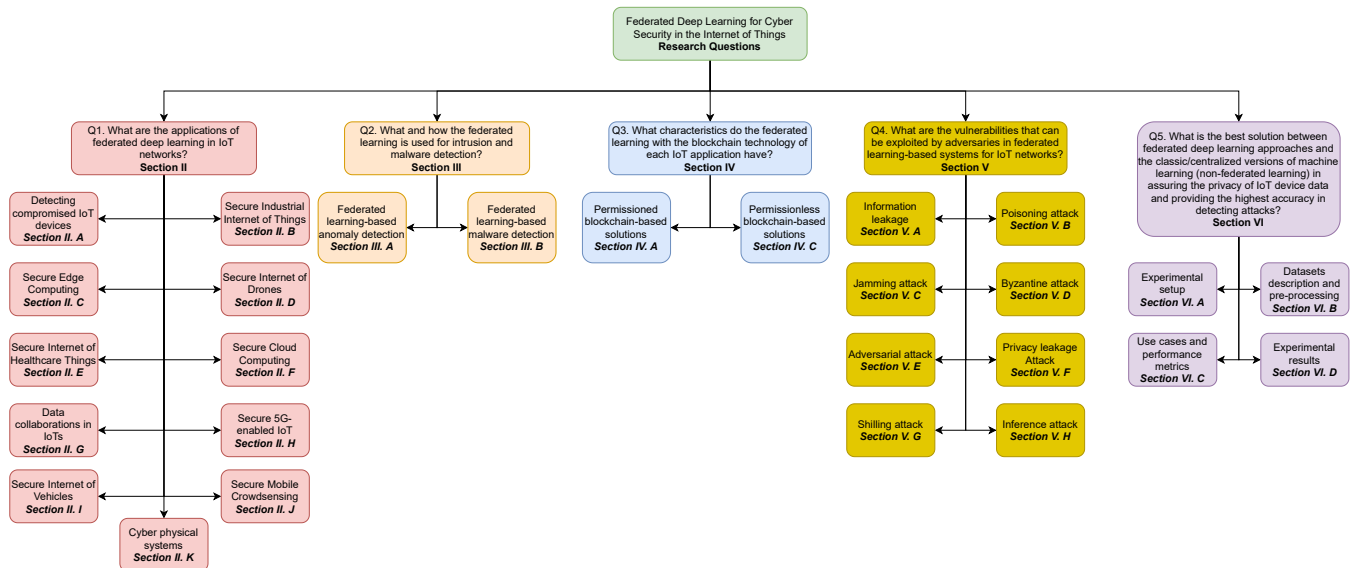 Federated Deep Learning for Cyber
Security in the Internet of Things
Research Questions
Q1. What are the applications of
federated deep learning in IoT
networks?
Section II
Detecting
compromised IoT
devices
Section II. A
Secure Industrial
Internet of Things
Section II. B
Secure Edge
Computing
Section II. C
Secure Internet of
Drones
Section II. D
Secure Internet of
Healthcare Things
Section II. E
Secure Cloud
Computing
Section II. F
Data
collaborations in
IoTs
Section II. G
Secure 5G-
enabled IoT
Section II. H
Secure Internet of
Vehicles
Section II. I
Secure Mobile
Crowdsensing
Section II. J
Cyber physical
systems
Section II. K
Q2. What and how the federated
learning is used for intrusion and
malware detection?
Section III
Federated
learning-based
anomaly detection
Section III. A
Federated
learning-based
malware detection
Section III. B
Q3. What characteristics do the federated
learning with the blockchain technology of
each IoT application have?
Section IV
Permissioned
blockchain-based
solutions
Section IV. A
Permissionless
blockchain-based
solutions
Section IV. C
Q4. What are the vulnerabilities that can
be exploited by adversaries in federated
learning-based systems for IoT networks?
Section V
Information
leakage
Section V. A
Poisoning attack
Section V. B
Jamming attack
Section V. C
Byzantine attack
Section V. D
Adversarial attack
Section V. E
Privacy leakage
Attack
Section V. F
Shilling attack
Section V. G
Inference attack
Section V. H
Q5. What is the best solution between
federated deep learning approaches and
the classic/centralized versions of machine
learning (non-federated learning) in
assuring the privacy of IoT device data
and providing the highest accuracy in
detecting attacks?
Section VI
Experimental
setup
Section VI. A
Datasets
description and
pre-processing
Section VI. B
Use cases and
performance
metrics
Section VI. C
Experimental
results
Section VI. D